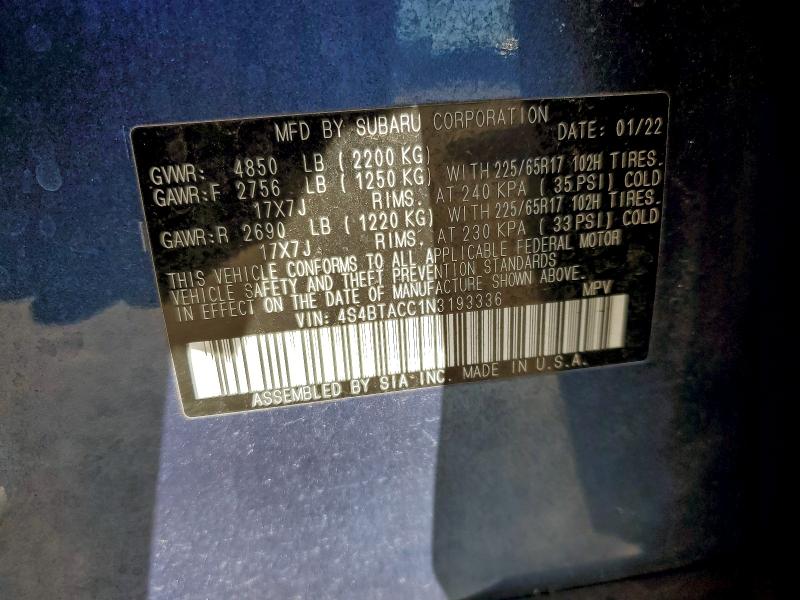 MFD BY SUBARU CORPORATION DATE: 01/22
GVWR: 4850 LB (2200 KG)
GAWR:F 2756 LB (1250 KG) WITH 225/65R17 102H TIRES.
17X7J RIMS. AT 240 KPA (35 PSI) COLD
GAWR:R 2690 LB (1220 KG) WITH 225/65R17 102H TIRES.
17X7J RIMS. AT 230 KPA (33 PSI) COLD
THIS VEHICLE CONFORMS TO ALL APPLICABLE FEDERAL MOTOR
VEHICLE SAFETY AND THEFT PREVENTION STANDARDS
IN EFFECT ON THE DATE OF MANUFACTURE SHOWN ABOVE.
VIN: 4S4BTACC1N3193336 MPV
ASSEMBLED BY SIA INC. MADE IN U.S.A.